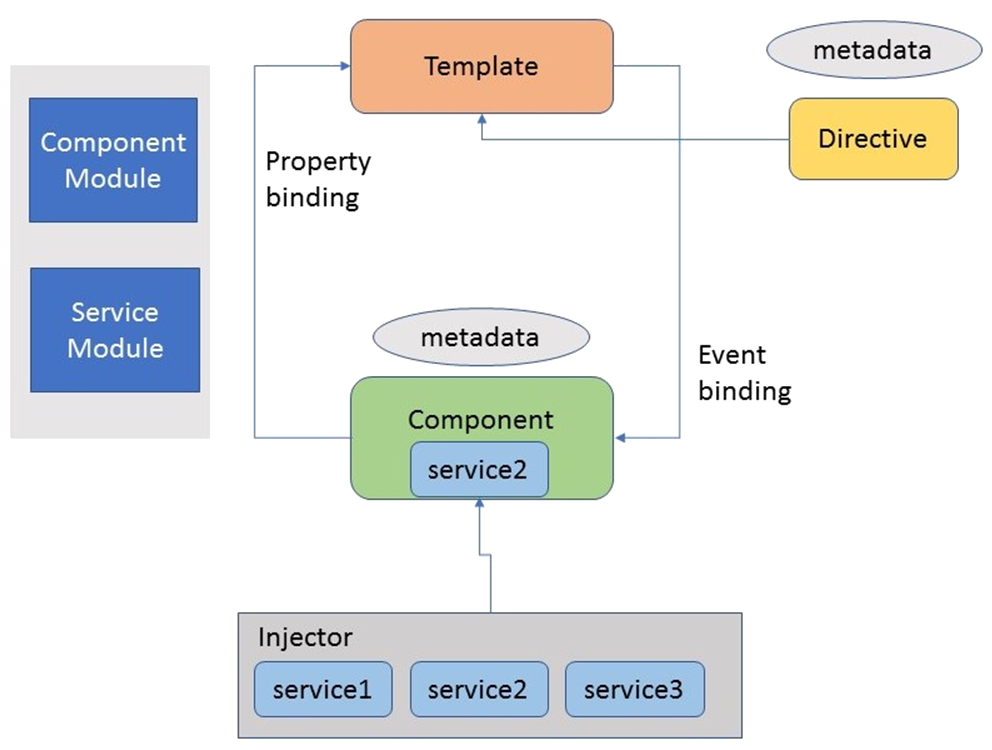 Template
metadata
Directive
Component
Module
Property
binding
Service
Module
metadata
Event
binding
Component
service2
Injector
service1
service2
service3